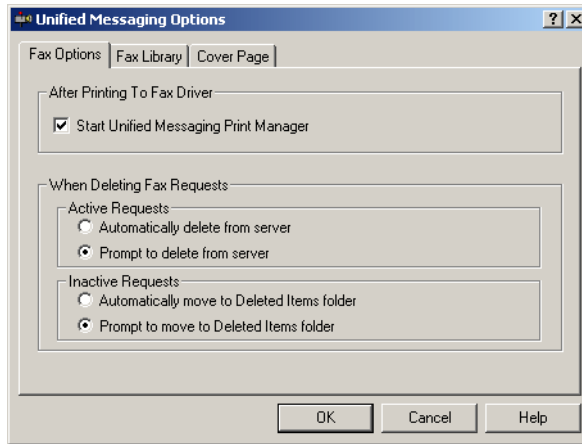 Unified Messaging Options
Fax Options Fax Library Cover Page
After Printing To Fax Driver
Start Unified Messaging Print Manager
When Deleting Fax Requests
Active Requests
Automatically delete from server
Prompt to delete from server
Inactive Requests
Automatically move to Deleted Items folder
Prompt to move to Deleted Items folder
OK Cancel Help